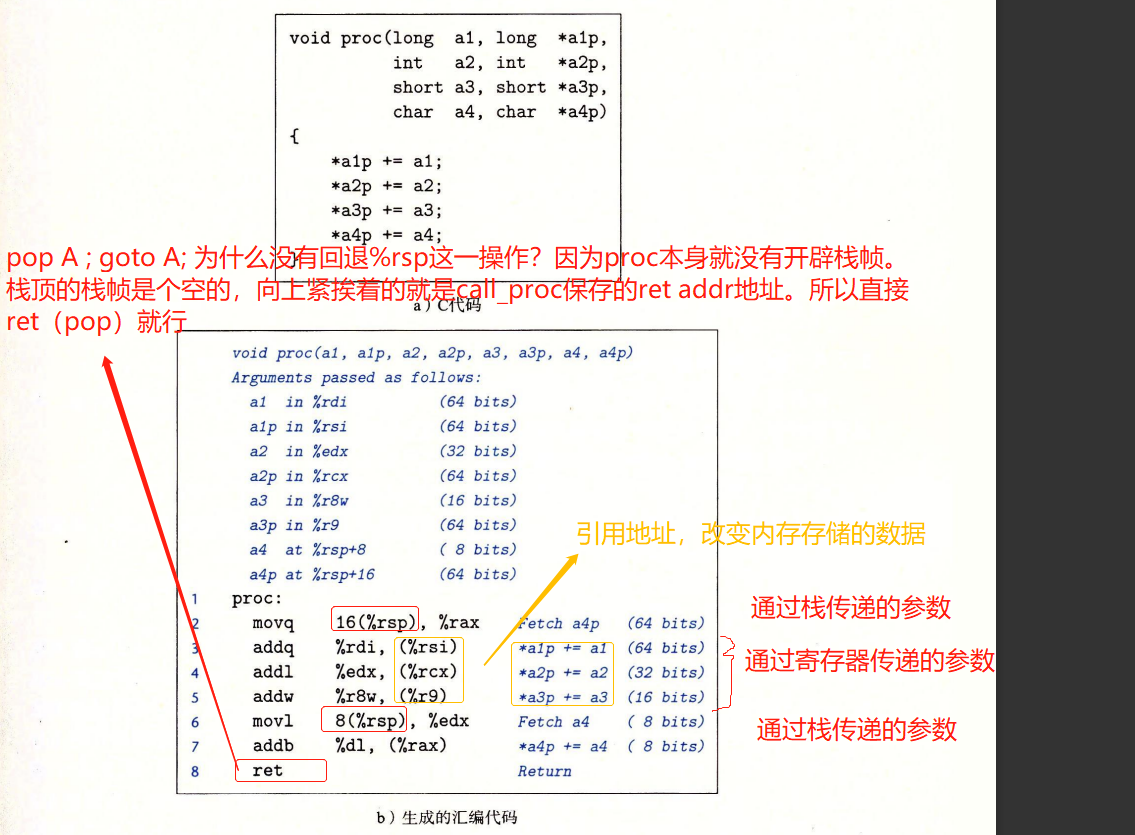 void proc(long a1, long *a1p,
int a2, int *a2p,
short a3, short *a3p,
char a4, char *a4p)
{
*a1p += a1;
*a2p += a2;
*a3p += a3;
*a4p += a4;
pop A ; goto A; 为什么没有回退%rsp这一操作？因为proc本身就没有开辟栈帧。
栈顶的栈帧是个空的，向上紧挨着的就是call_proc保存的ret addr地址。所以直接
ret（pop）就行
a）C代码
void proc(a1, a1p, a2, a2p, a3, a3p, a4, a4p)
Arguments passed as follows:
a1 in %rdi (64 bits)
a1p in %rsi (64 bits)
a2 in %edx (32 bits)
a2p in %rcx (64 bits)
a3 in %r8w (16 bits)
a3p in %r9 (64 bits)
引用地址，改变内存存储的数据
a4 at %rsp+8 ( 8 bits)
a4p at %rsp+16 (64 bits)
1 proc:
2 movq 16(%rsp), %rax Fetch a4p (64 bits)
通过栈传递的参数
3 addq %rdi, (%rsi) *a1p += a1 (64 bits)
4 addl %edx, (%rcx) *a2p += a2 (32 bits)
通过寄存器传递的参数
5 addw %r8w, (%r9) *a3p += a3 (16 bits)
6 movl 8(%rsp), %edx Fetch a4 ( 8 bits)
通过栈传递的参数
7 addb %dl, (%rax) *a4p += a4 ( 8 bits)
8 ret Return
b）生成的汇编代码